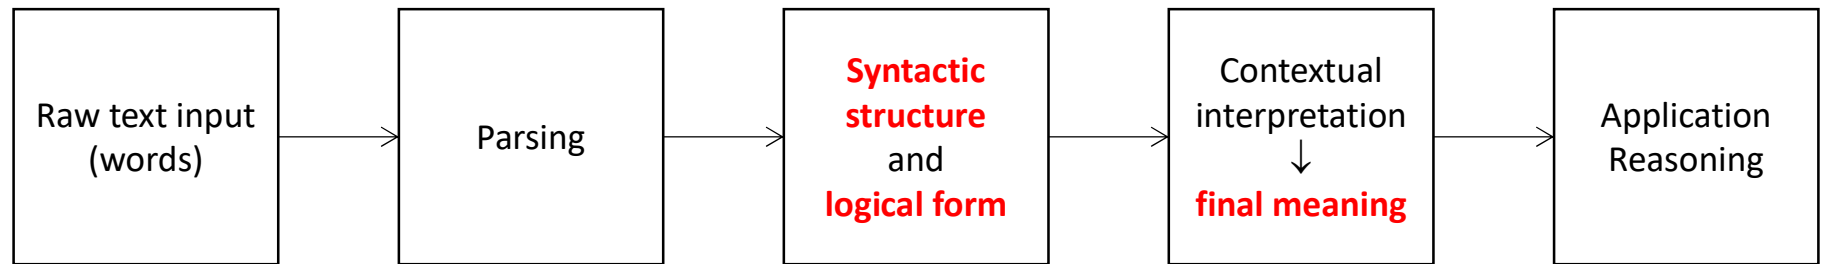 Raw text input
(words)
Parsing
Syntactic
structure
and
logical form
Contextual
interpretation
↓
final meaning
Application
Reasoning